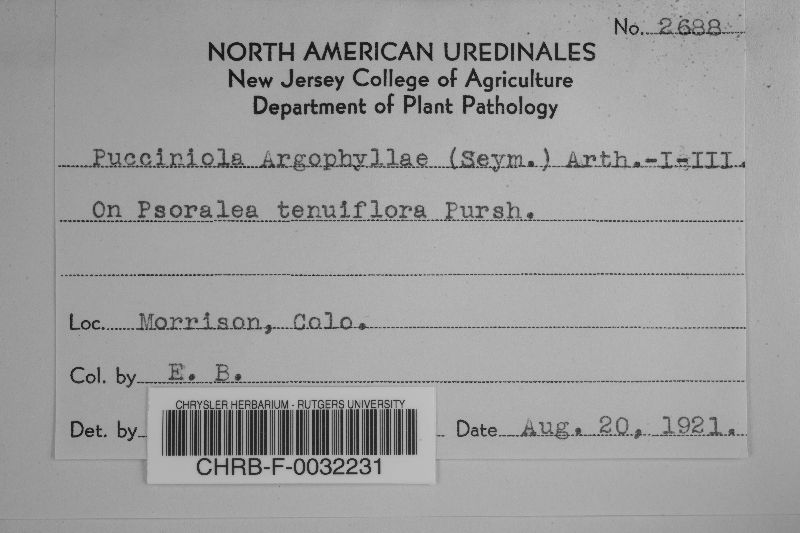 No. 2688
NORTH AMERICAN UREDINALES
New Jersey College of Agriculture
Department of Plant Pathology
Pucciniola Argophyllae (Seym.) Arth.-I-III.
On Psoralea tenuiflora Pursh.
Loc. Morrison, Colo.
Col. by E. B.
Det. by
Date Aug. 20, 1921.
CHRYSLER HERBARIUM - RUTGERS UNIVERSITY
CHRB-F-0032231